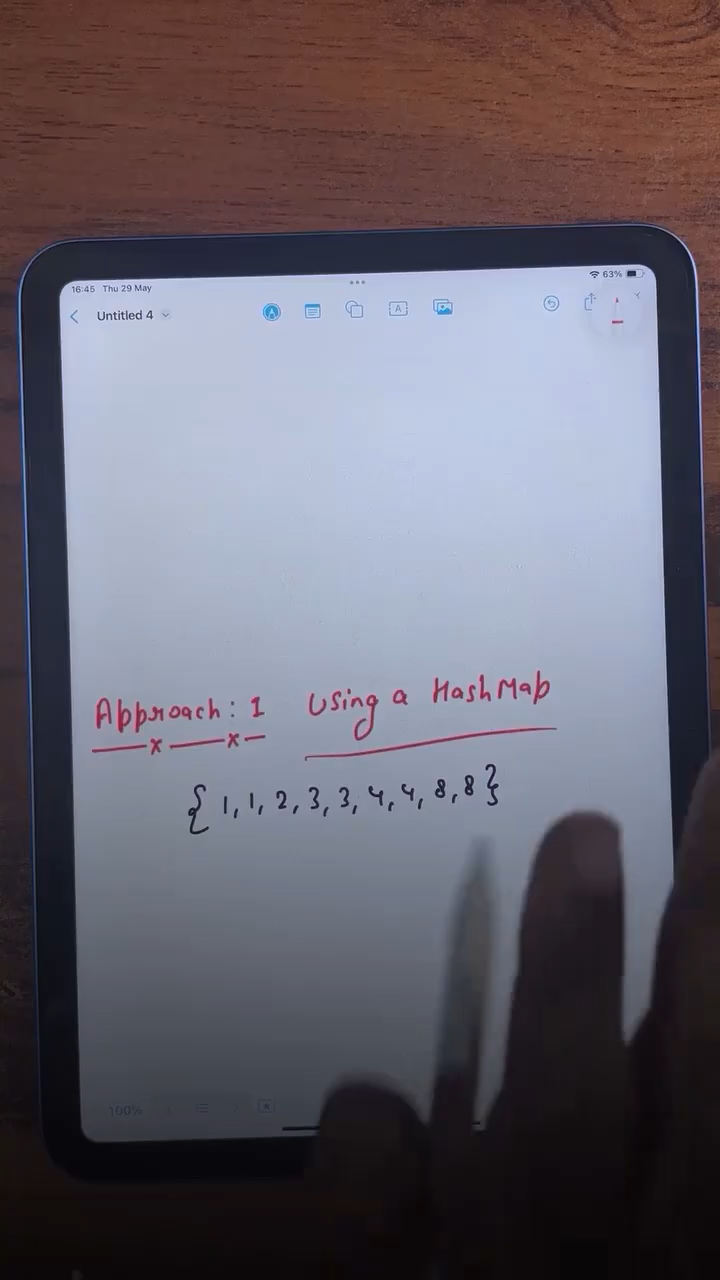 16:45 Thu 29 May
63%
Untitled 4
A
Approach: 1 Using a HashMap
{ 1, 1, 2, 3, 3, 4, 4, 8, 8 }
100%